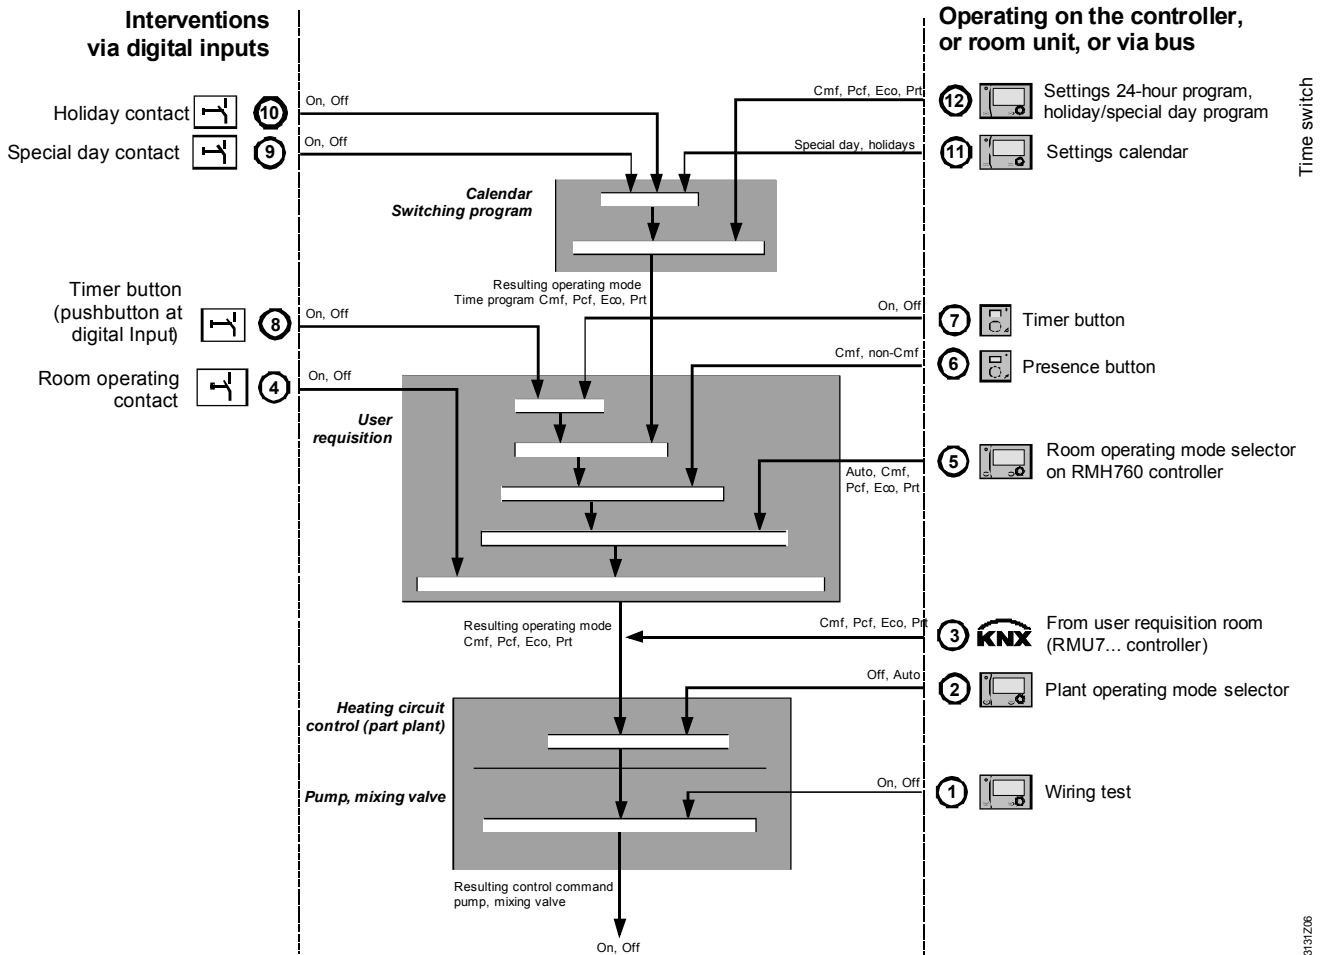 Interventions
via digital inputs
Operating on the controller,
or room unit, or via bus
Time switch
Holiday contact
10
On, Off
Cmf, Pcf, Eco, Prt
12
Settings 24-hour program,
holiday/special day program
Special day contact
9
On, Off
Special day, holidays
11
Settings calendar
Calendar
Switching program
Resulting operating mode
Time program Cmf, Pcf, Eco, Prt
Timer button
(pushbutton at
digital Input)
8
On, Off
On, Off
7
Timer button
Cmf, non-Cmf
6
Presence button
Room operating
contact
4
On, Off
User
requisition
Auto, Cmf,
Pcf, Eco, Prt
5
Room operating mode selector
on RMH760 controller
Resulting operating mode
Cmf, Pcf, Eco, Prt
Cmf, Pcf, Eco, Prt
3
KNX
From user requisition room
(RMU7... controller)
Off, Auto
2
Plant operating mode selector
Heating circuit
control (part plant)
Pump, mixing valve
On, Off
1
Wiring test
Resulting control command
pump, mixing valve
On, Off
3131Z06